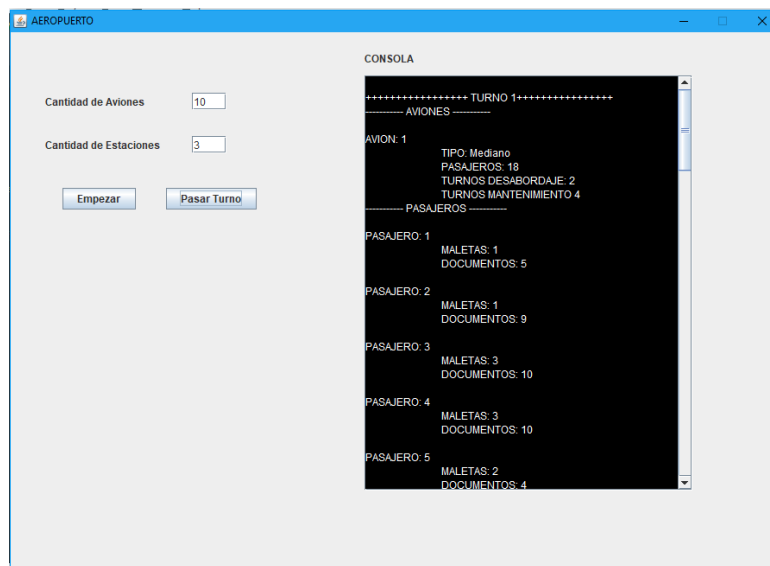 AEROPUERTO
CONSOLA
Cantidad de Aviones 10
Cantidad de Estaciones 3
Empezar Pasar Turno
+++++++++++++++++ TURNO 1++++++++++++++++
----------- AVIONES -----------
AVION: 1
TIPO: Mediano
PASAJEROS: 18
TURNOS DESABORDAJE: 2
TURNOS MANTENIMIENTO 4
----------- PASAJEROS -----------
PASAJERO: 1
MALETAS: 1
DOCUMENTOS: 5
PASAJERO: 2
MALETAS: 1
DOCUMENTOS: 9
PASAJERO: 3
MALETAS: 3
DOCUMENTOS: 10
PASAJERO: 4
MALETAS: 3
DOCUMENTOS: 10
PASAJERO: 5
MALETAS: 2
DOCUMENTOS: 4